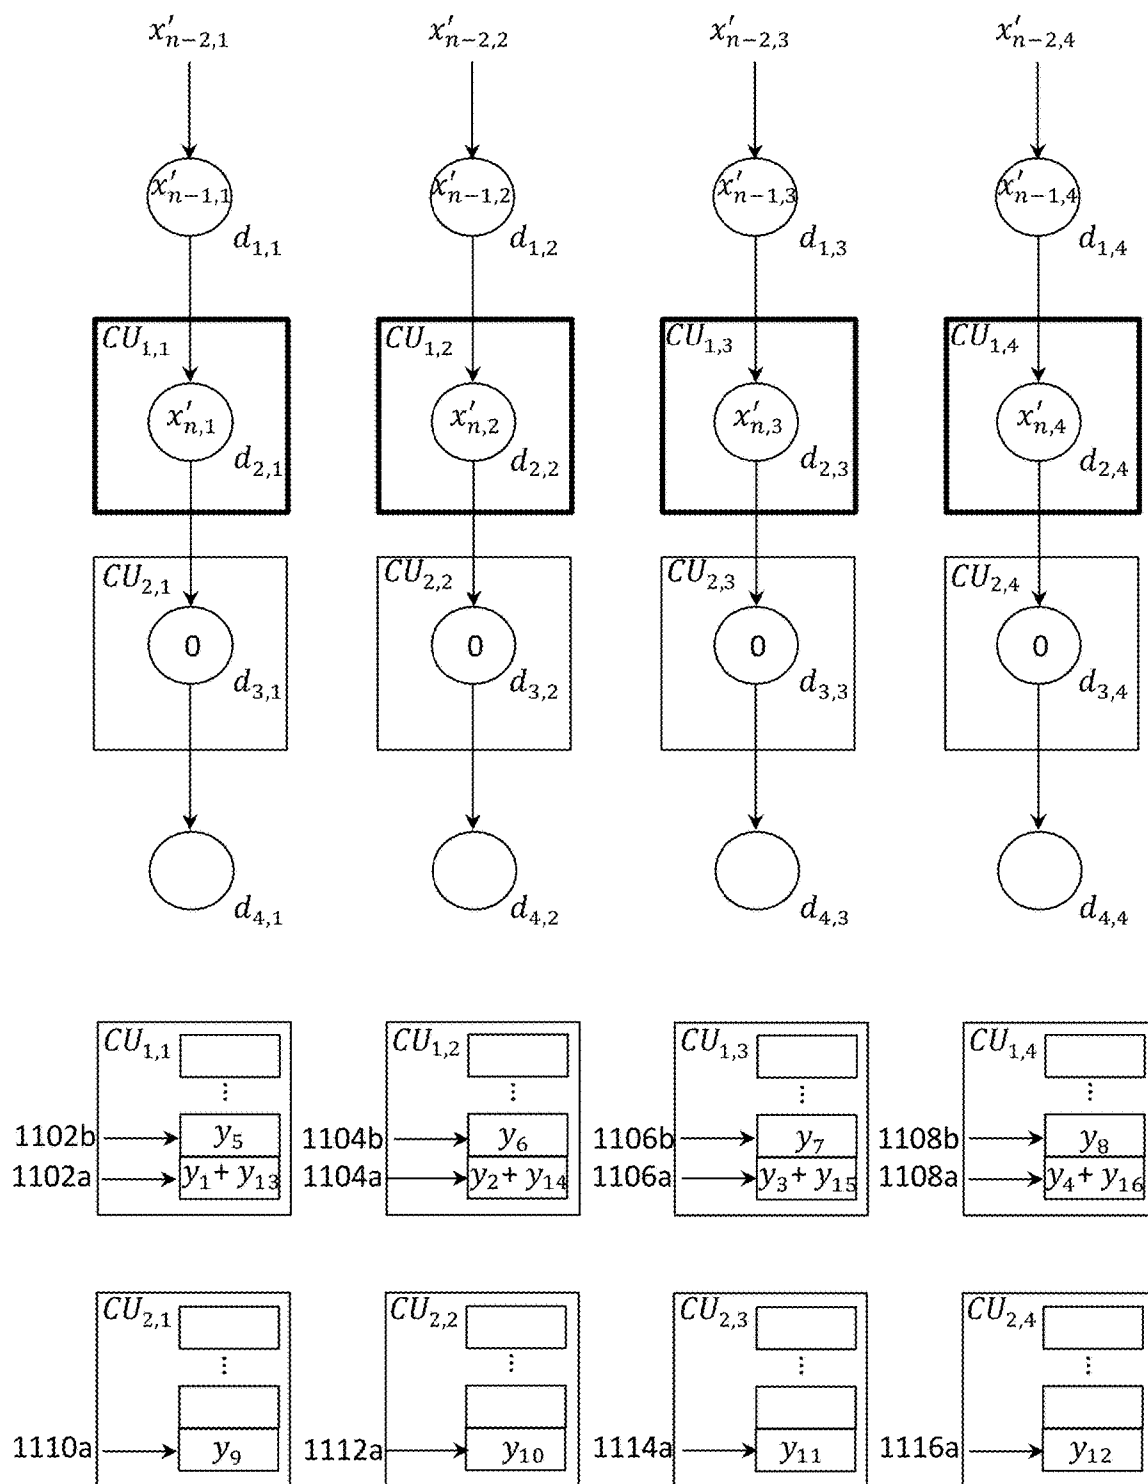 x′n−2,1 x′n−2,2 x′n−2,3 x′n−2,4
x′n−1,1 x′n−1,2 x′n−1,3 x′n−1,4
d1,1 d1,2 d1,3 d1,4
CU1,1 CU1,2 CU1,3 CU1,4
x′n,1 x′n,2 x′n,3 x′n,4
d2,1 d2,2 d2,3 d2,4
CU2,1 CU2,2 CU2,3 CU2,4
0 0 0 0
d3,1 d3,2 d3,3 d3,4
d4,1 d4,2 d4,3 d4,4
CU1,1 CU1,2 CU1,3 CU1,4
⋮ ⋮ ⋮ ⋮
1102b y5 1104b y6 1106b y7 1108b y8
1102a y1 + y13 1104a y2 + y14 1106a y3 + y15 1108a y4 + y16
CU2,1 CU2,2 CU2,3 CU2,4
⋮ ⋮ ⋮ ⋮
1110a y9 1112a y10 1114a y11 1116a y12